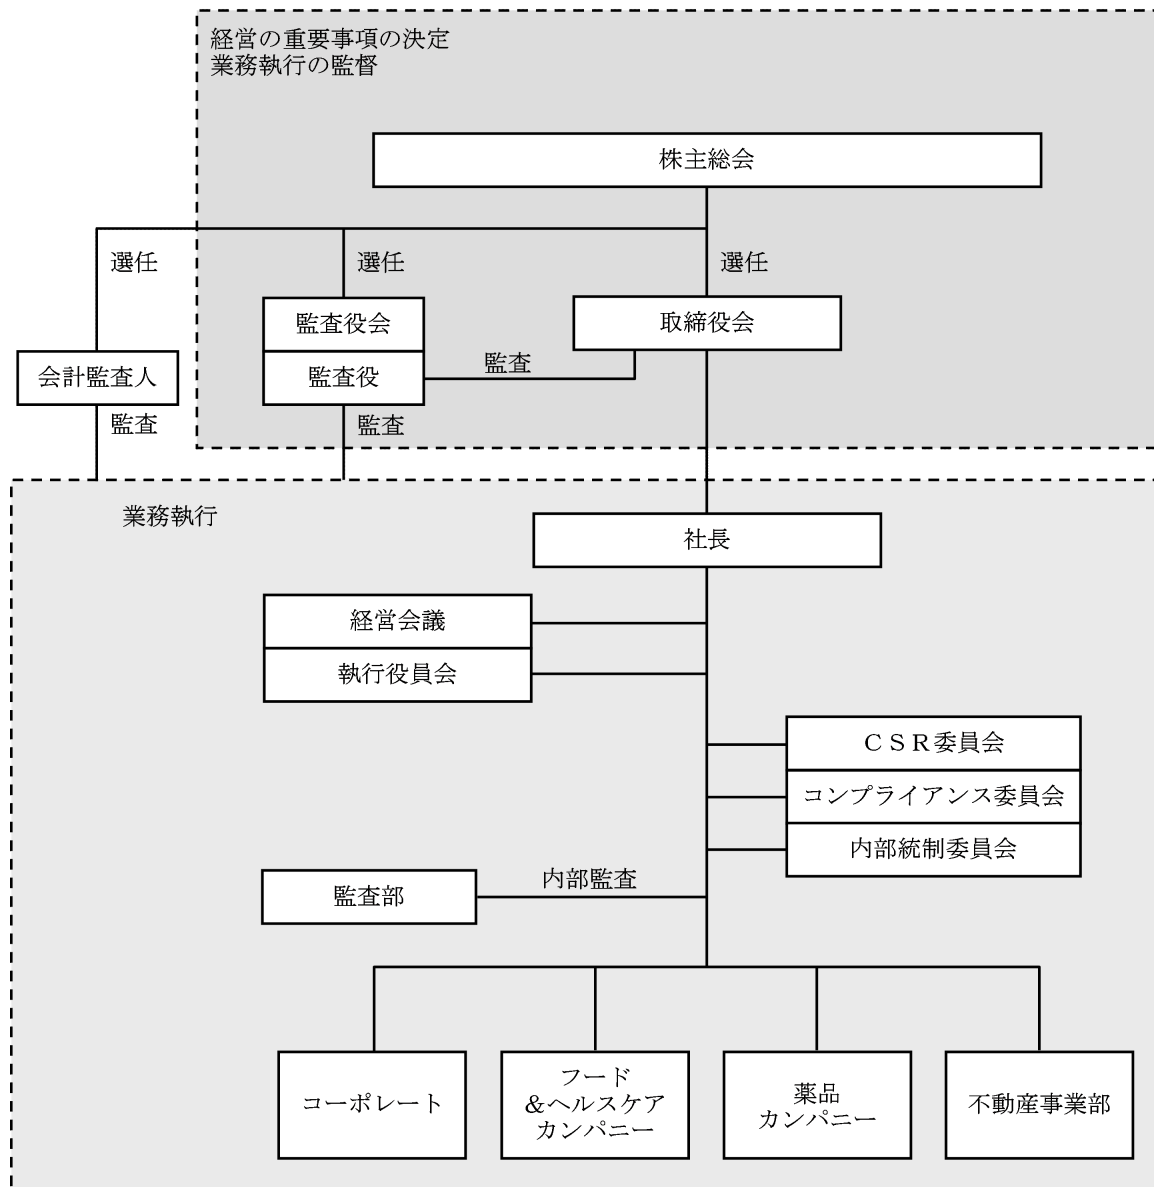 経営の重要事項の決定
業務執行の監督
株主総会
選任
選任
選任
監査役会
取締役会
会計監査人
監査役
監査
監査
監査
業務執行
社長
経営会議
執行役員会
ＣＳＲ委員会
コンプライアンス委員会
内部統制委員会
監査部
内部監査
コーポレート
フード
＆ヘルスケア
カンパニー
薬品
カンパニー
不動産事業部